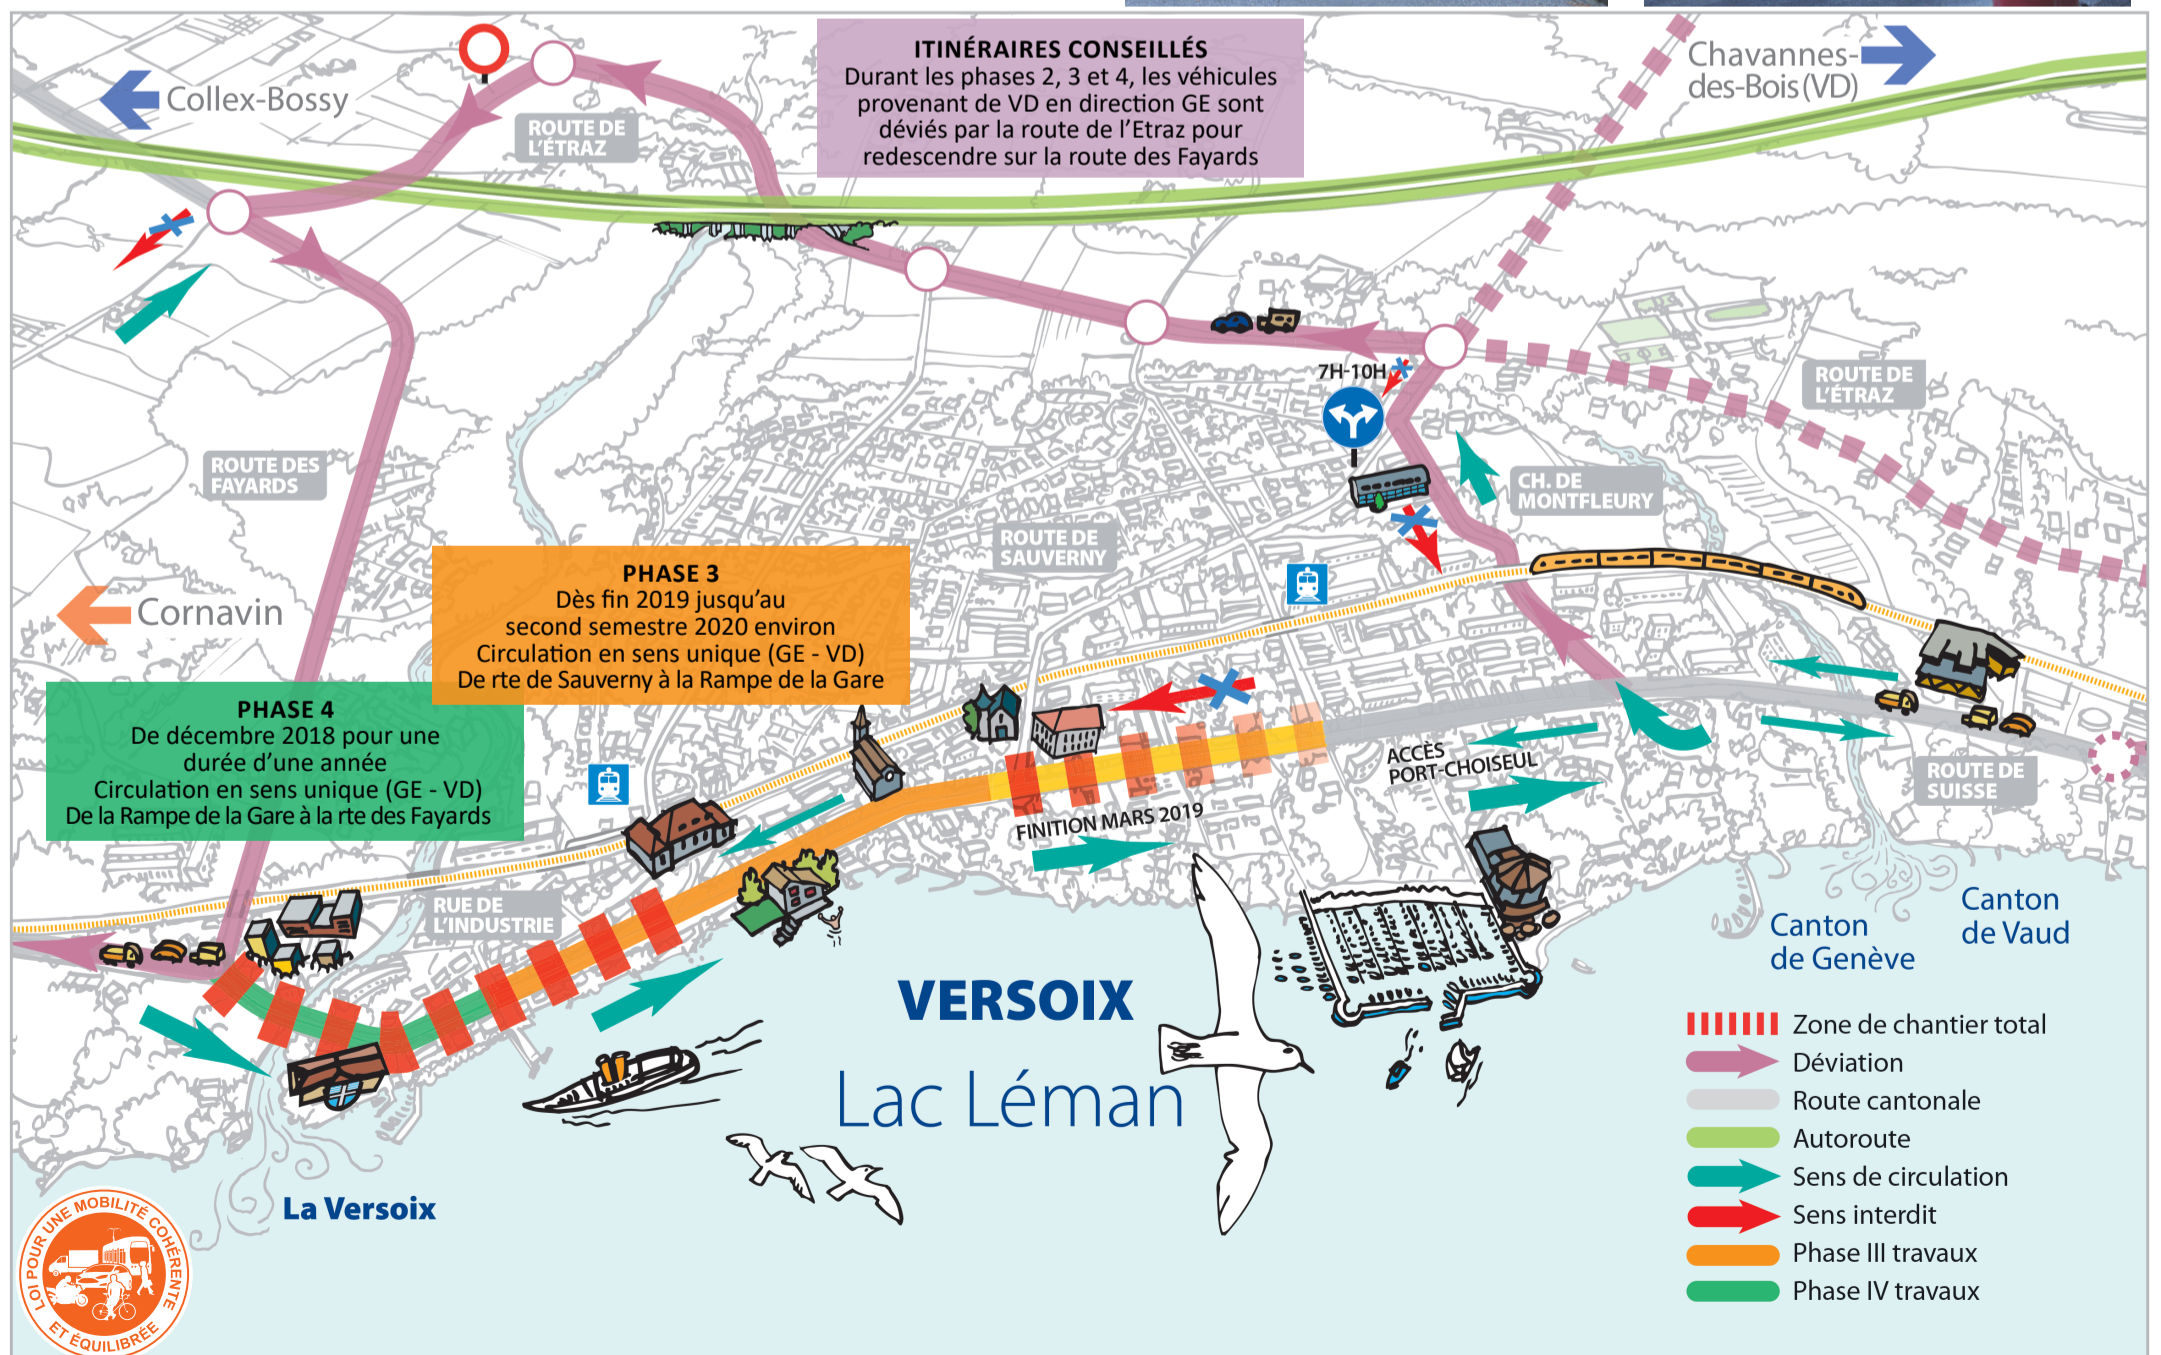 ITINÉRAIRES CONSEILLÉS
Durant les phases 2, 3 et 4, les véhicules
provenant de VD en direction GE sont
déviés par la route de l’Etraz pour
redescendre sur la route des Fayards
Chavannes-
des-Bois (VD)
Collex-Bossy
ROUTE DE
L’ÉTRAZ
7H-10H
ROUTE DE
L’ÉTRAZ
ROUTE DES
FAYARDS
CH. DE
MONTFLEURY
ROUTE DE
SAUVERNY
Cornavin
PHASE 3
Dès fin 2019 jusqu’au
second semestre 2020 environ
Circulation en sens unique (GE - VD)
De rte de Sauverny à la Rampe de la Gare
PHASE 4
De décembre 2018 pour une
durée d’une année
Circulation en sens unique (GE - VD)
De la Rampe de la Gare à la rte des Fayards
ACCÈS
PORT-CHOISEUL
ROUTE DE
SUISSE
FINITION MARS 2019
RUE DE
L’INDUSTRIE
Canton
de Genève
Canton
de Vaud
VERSOIX
Lac Léman
La Versoix
Zone de chantier total
Déviation
Route cantonale
Autoroute
Sens de circulation
Sens interdit
Phase III travaux
Phase IV travaux
LOI POUR UNE MOBILITÉ COHÉRENTE
ET ÉQUILIBRÉE